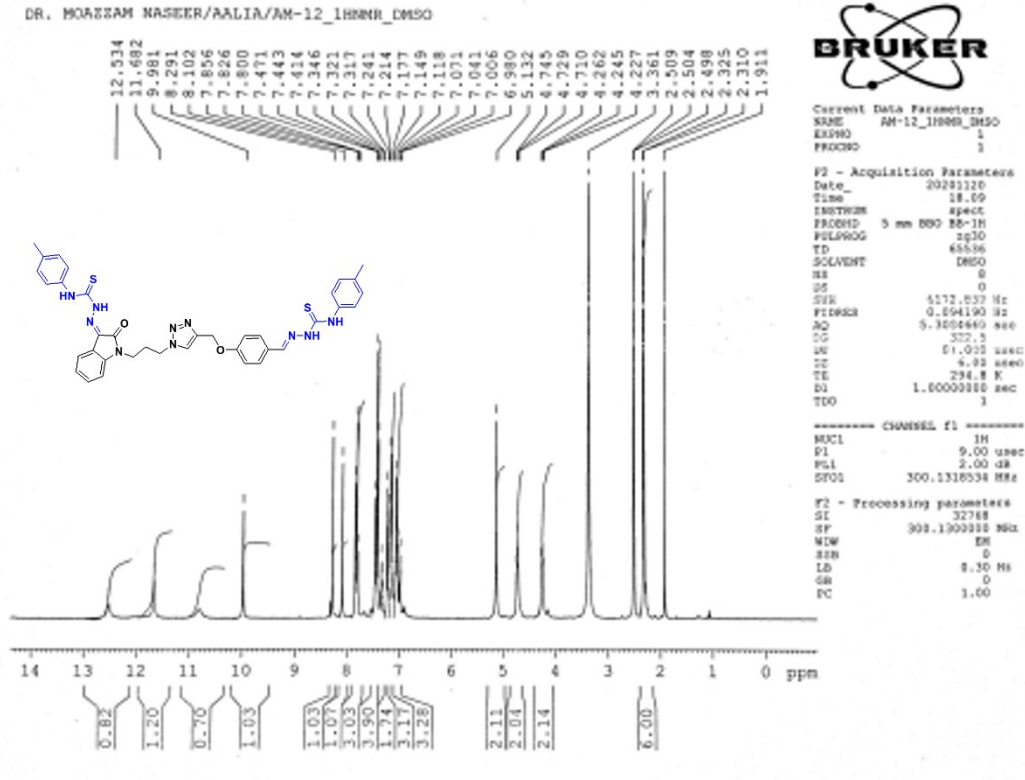 DR. MOAZZAM NASEER/AALIA/AM-12_1HNMR_DMSO
12.534
11.682
9.981
8.291
8.102
7.856
7.826
7.800
7.471
7.443
7.414
7.346
7.321
7.317
7.241
7.214
7.177
7.149
7.118
7.071
7.041
7.006
6.980
5.132
4.745
4.729
4.710
4.262
4.245
4.227
3.361
2.509
2.504
2.498
2.325
2.310
1.911
BRUKER
Current Data Parameters
NAME AM-12_1HNMR_DMSO
EXPNO 1
PROCNO 1
F2 - Acquisition Parameters
Date_ 20201120
Time 18.09
INSTRUM spect
PROBHD 5 mm BBO BB-1H
PULPROG zg30
TD 65536
SOLVENT DMSO
NS 8
DS 0
SWH Hz
FIDRES 0.094190 Hz
AQ sec
RG 322.5
DW usec
DE usec
TE 294.8 K
D1 1.00000000 sec
TD0 1
======== CHANNEL f1 ========
NUC1 1H
P1 9.00 usec
PL1 2.00 dB
SFO1 300.1318534 MHz
F2 - Processing parameters
SI 32768
SF 300.1300000 MHz
WDW EM
SSB 0
LB 0.30 Hz
GB 0
PC 1.00
S
HN
NH
N
O
N
N N
N
O
N
NH
S
NH
14 13 12 11 10 9 8 7 6 5 4 3 2 1 0 ppm
0.82
1.20
0.70
1.03
1.03
1.07
3.03
3.90
1.74
3.17
3.28
2.11
2.04
2.14
6.00